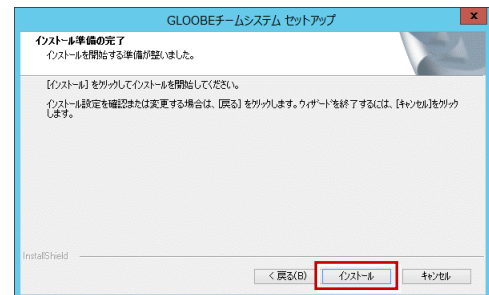 GLOOBEチームシステム セットアップ
x
インストール準備の完了
インストールを開始する準備が整いました。
[インストール] をクリックしてインストールを開始してください。
インストール設定を確認または変更する場合は、[戻る] をクリックします。ウィザードを終了するには、[キャンセル]をクリック
します。
InstallShield
< 戻る(B)
インストール
キャンセル